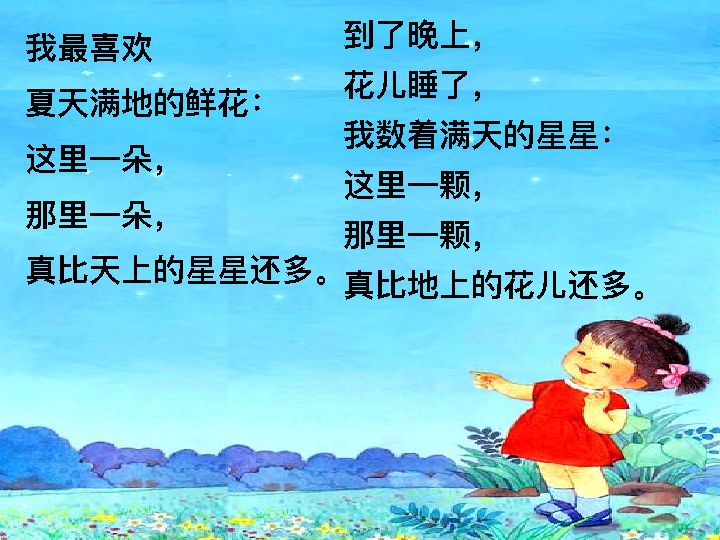 我最喜欢
夏天满地的鲜花：
这里一朵，
那里一朵，
真比天上的星星还多。
到了晚上，
花儿睡了，
我数着满天的星星：
这里一颗，
那里一颗，
真比地上的花儿还多。